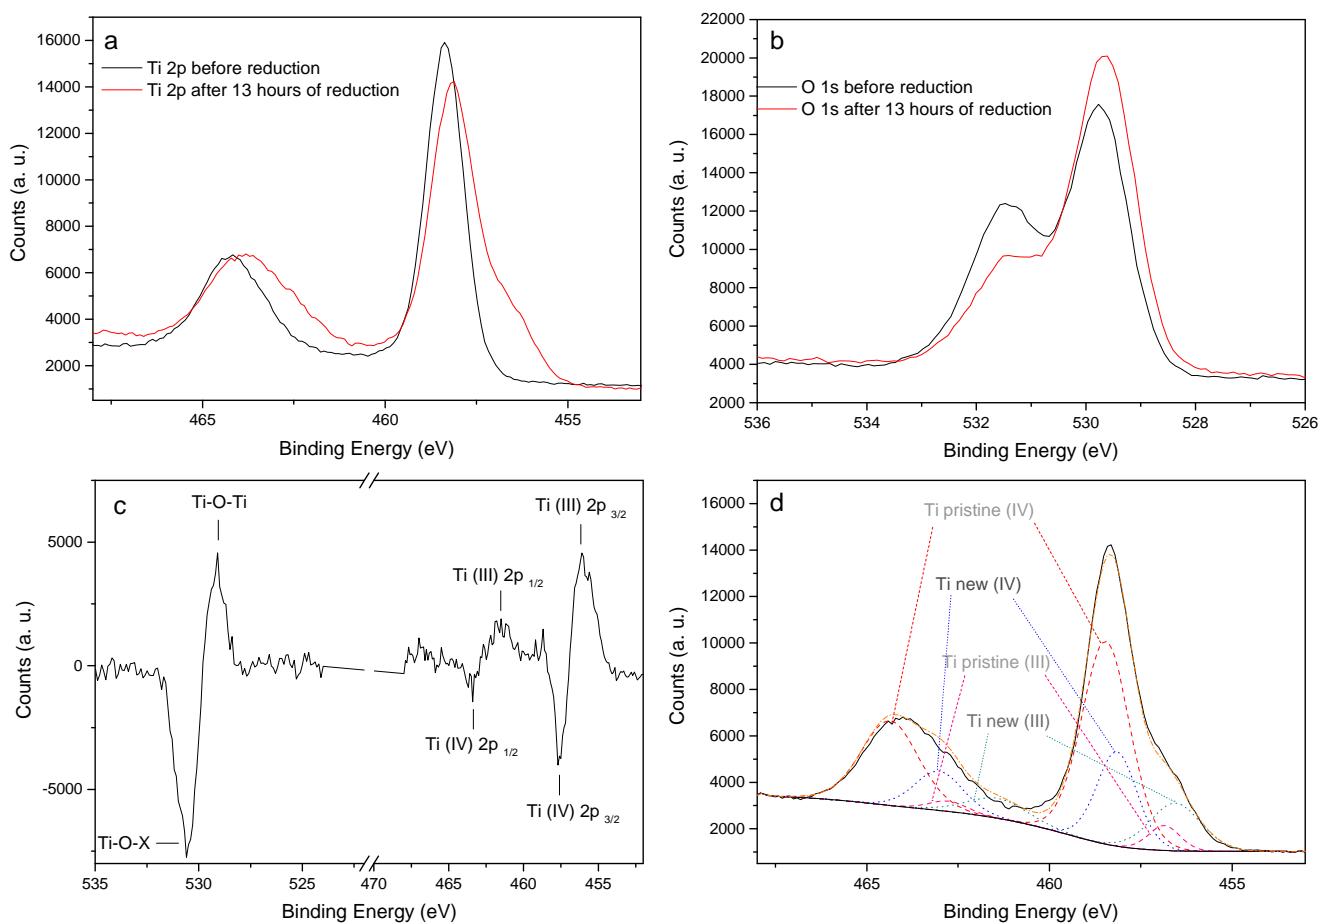 a
Ti 2p before reduction
Ti 2p after 13 hours of reduction
16000
14000
12000
10000
8000
6000
4000
2000
Counts (a. u.)
465
460
455
Binding Energy (eV)
b
O 1s before reduction
O 1s after 13 hours of reduction
22000
20000
18000
16000
14000
12000
10000
8000
6000
4000
2000
Counts (a. u.)
536
534
532
530
528
526
Binding Energy (eV)
c
Ti-O-Ti
Ti (III) 2p 3/2
Ti (III) 2p 1/2
Ti (IV) 2p 1/2
Ti (IV) 2p 3/2
Ti-O-X
5000
0
-5000
Counts (a. u.)
535
530
525
470
465
460
455
Binding Energy (eV)
d
Ti pristine (IV)
Ti new (IV)
Ti pristine (III)
Ti new (III)
16000
14000
12000
10000
8000
6000
4000
2000
Counts (a. u.)
465
460
455
Binding Energy (eV)